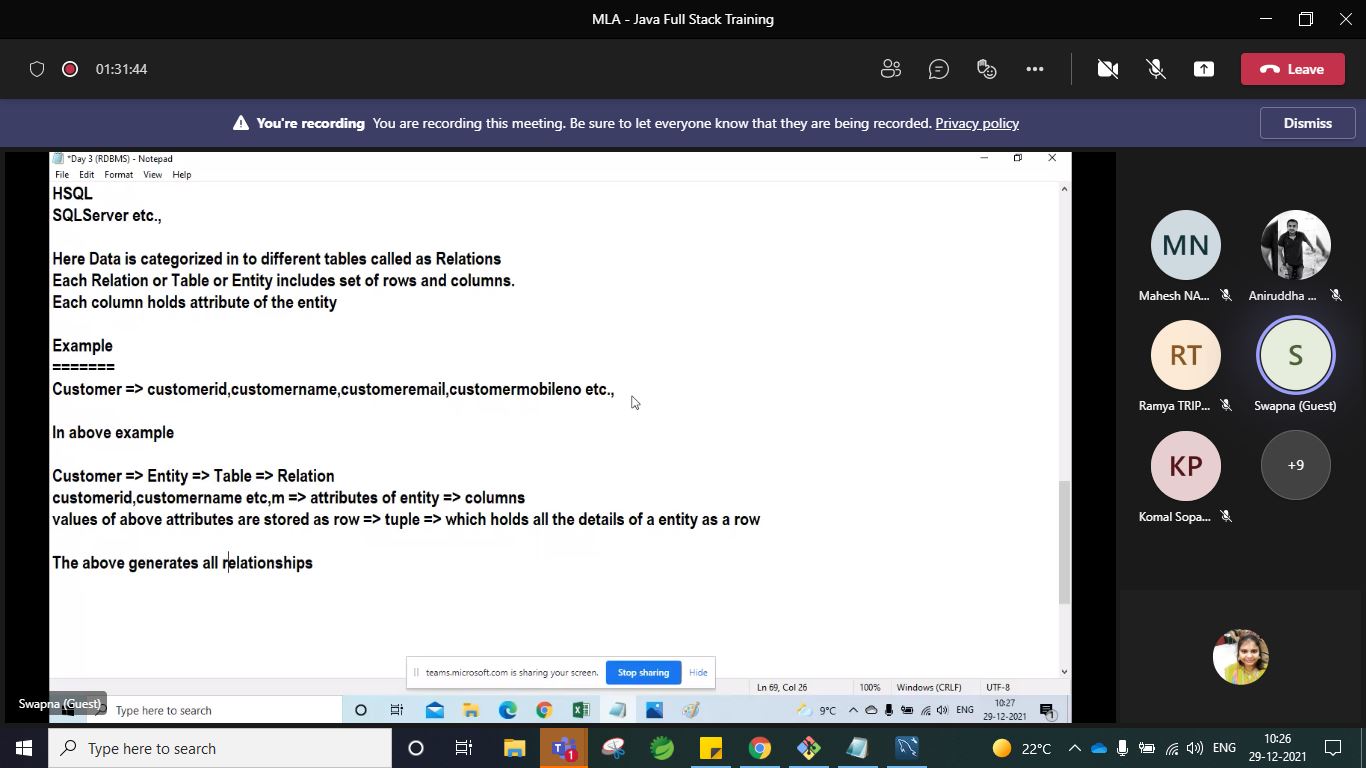 MLA - Java Full Stack Training
01:31:44
Leave
You're recording You are recording this meeting. Be sure to let everyone know that they are being recorded. Privacy policy
Dismiss
*Day 3 (RDBMS) - Notepad
File Edit Format View Help
HSQL
SQLServer etc.,
Here Data is categorized in to different tables called as Relations
Each Relation or Table or Entity includes set of rows and columns.
Each column holds attribute of the entity
Example
=======
Customer => customerid,customername,customeremail,customermobileno etc.,
In above example
Customer => Entity => Table => Relation
customerid,customername etc,m => attributes of entity => columns
values of above attributes are stored as row => tuple => which holds all the details of a entity as a row
The above generates all relationships
teams.microsoft.com is sharing your screen. Stop sharing Hide
Ln 69, Col 26 100% Windows (CRLF) UTF-8
Swapna (Guest)
Type here to search
9°C ENG 10:27
29-12-2021
1
MN
Mahesh NA...
Aniruddha ...
RT
Ramya TRIP...
S
Swapna (Guest)
KP
Komal Sopa...
+9
Type here to search
1
22°C ENG 10:26
29-12-2021